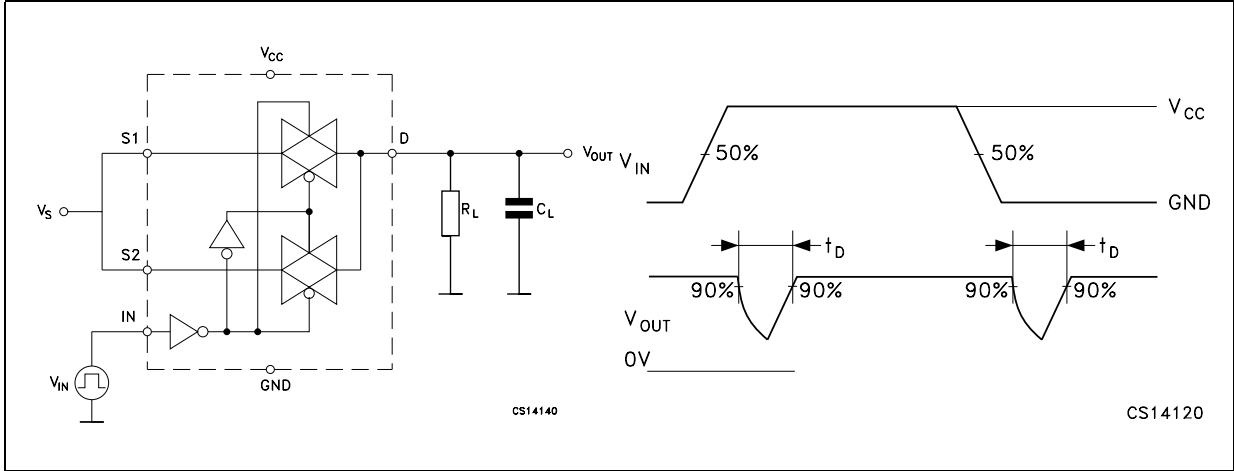 VCC
S1
D
VOUT
VS
RL
CL
S2
IN
VIN
GND
CS14140
VCC
VIN
50%
50%
GND
tD
tD
90%
90%
90%
90%
VOUT
0V
CS14120